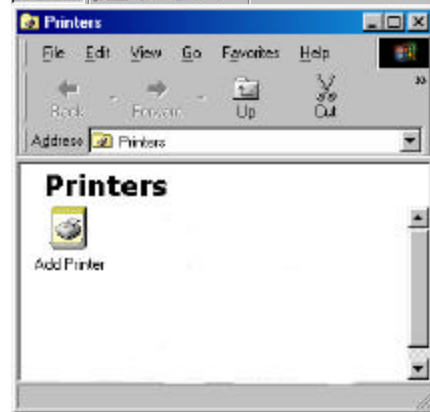 Printers
File Edit View Go Favorites Help
Back Forward Up Cut »
Address Printers
Printers
Add Printer